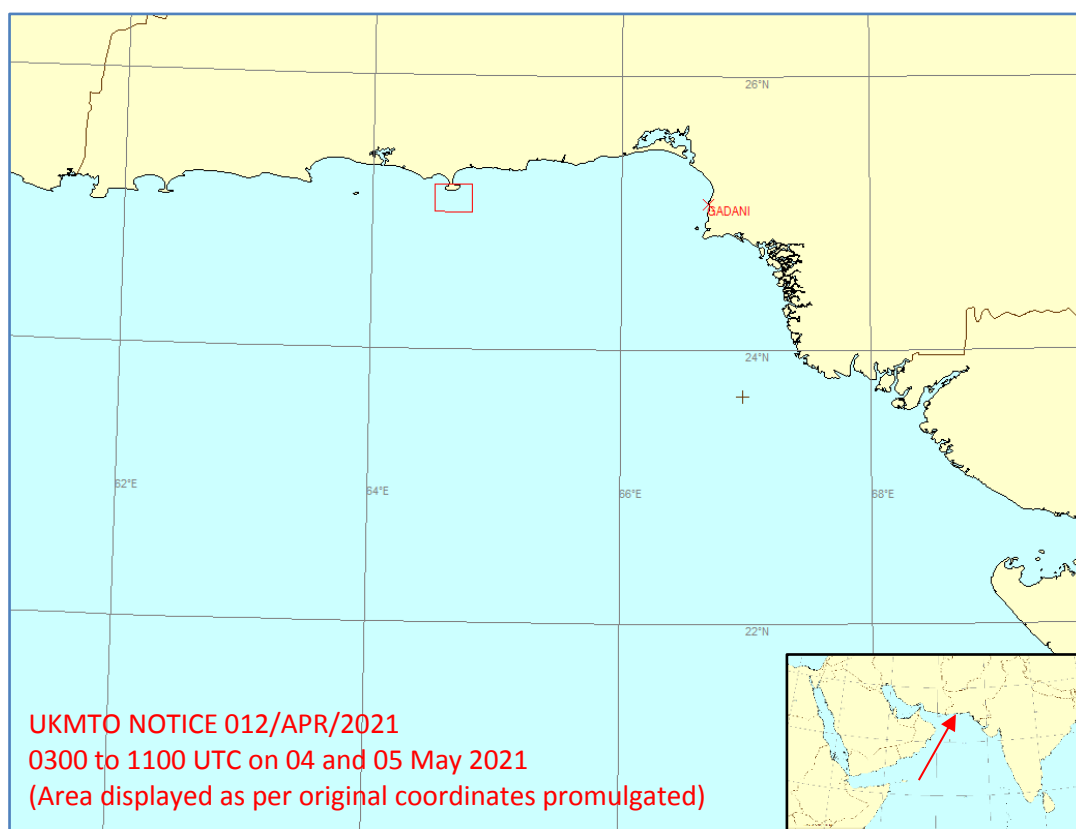 26°N
GADANI
24°N
62°E
64°E
66°E
68°E
22°N
UKMTO NOTICE 012/APR/2021
0300 to 1100 UTC on 04 and 05 May 2021
(Area displayed as per original coordinates promulgated)